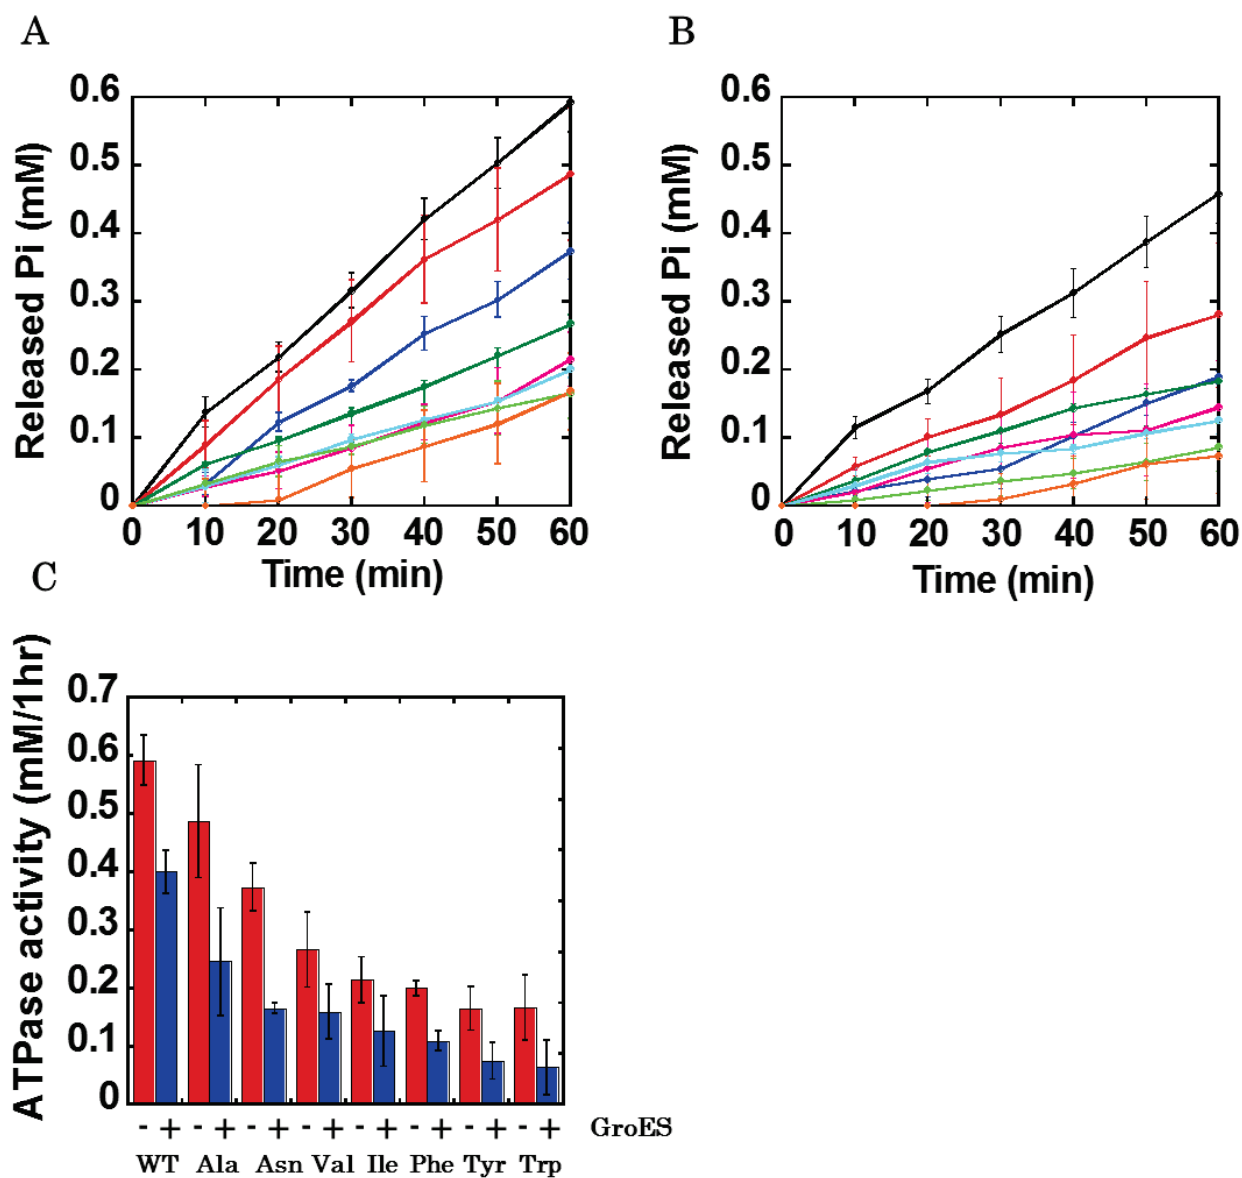 A
Released Pi (mM)
0.6
0.5
0.4
0.3
0.2
0.1
0
0 10 20 30 40 50 60
Time (min)
B
Released Pi (mM)
0.6
0.5
0.4
0.3
0.2
0.1
0
0 10 20 30 40 50 60
Time (min)
C
ATPase activity (mM/1hr)
0.7
0.6
0.5
0.4
0.3
0.2
0.1
0
- + - + - + - + - + - + - + - + GroES
WT Ala Asn Val Ile Phe Tyr Trp